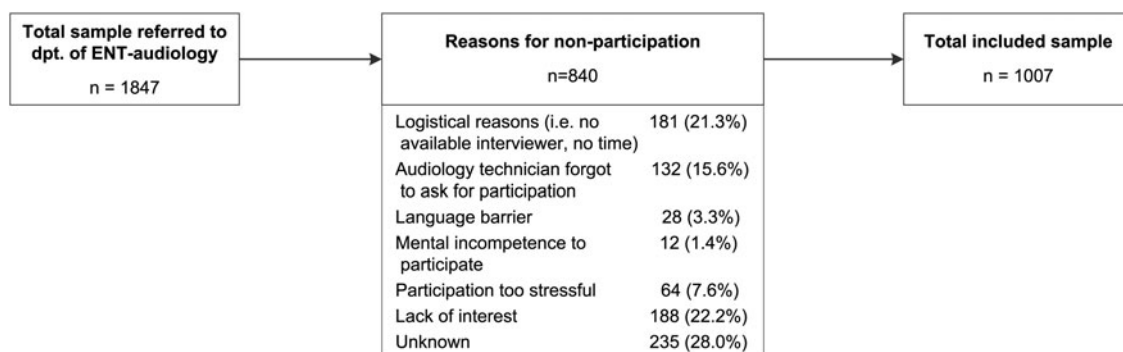 Total sample referred to
dpt. of ENT-audiology
n = 1847
Reasons for non-participation
n=840
Logistical reasons (i.e. no 181 (21.3%)
available interviewer, no time)
Audiology technician forgot 132 (15.6%)
to ask for participation
Language barrier 28 (3.3%)
Mental incompetence to 12 (1.4%)
participate
Participation too stressful 64 (7.6%)
Lack of interest 188 (22.2%)
Unknown 235 (28.0%)
Total included sample
n = 1007